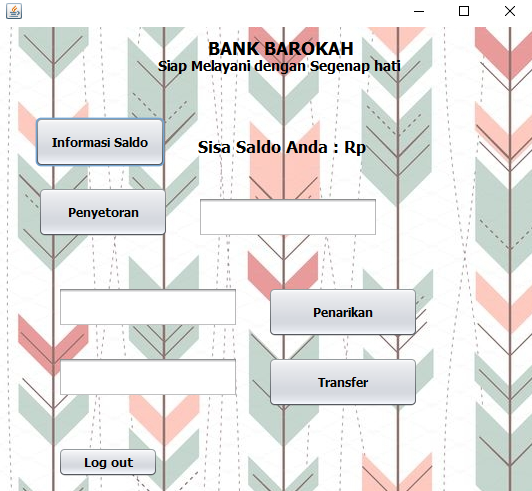 BANK BAROKAH
Siap Melayani dengan Segenap hati
Informasi Saldo
Sisa Saldo Anda : Rp
Penyetoran
Penarikan
Transfer
Log out